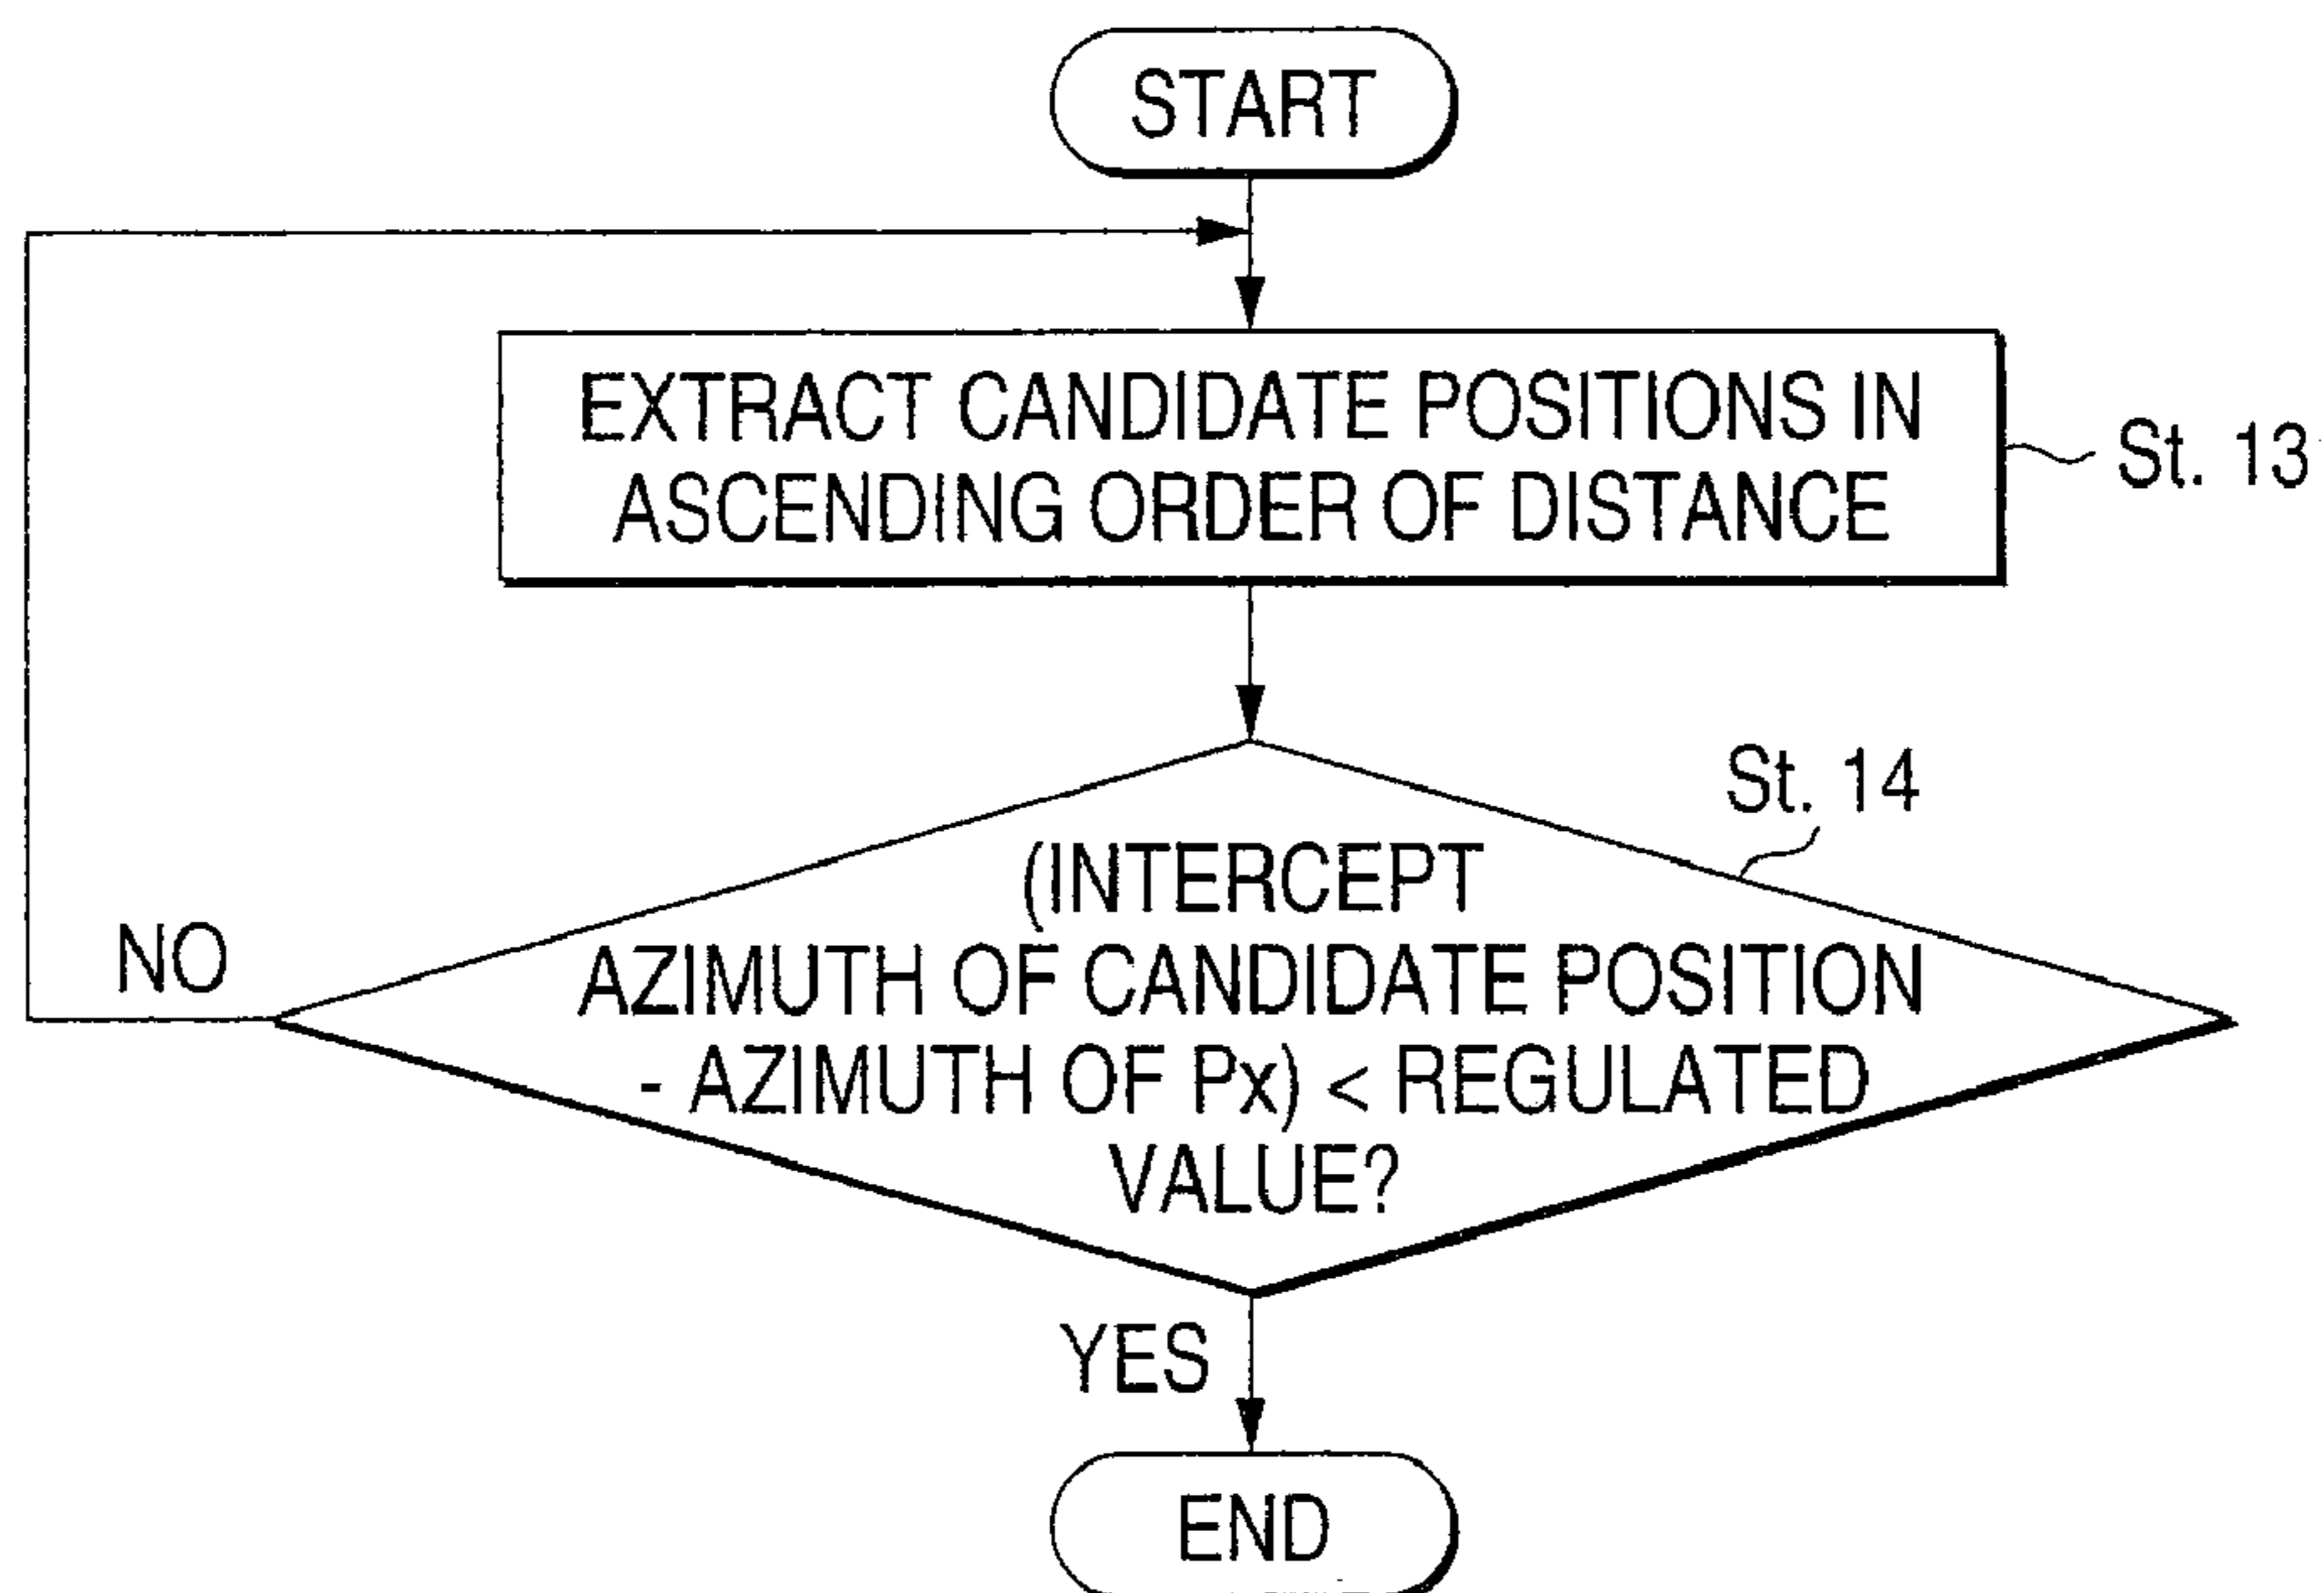 START
EXTRACT CANDIDATE POSITIONS IN
ASCENDING ORDER OF DISTANCE
St. 13
St. 14
(INTERCEPT
AZIMUTH OF CANDIDATE POSITION
- AZIMUTH OF Px) < REGULATED
VALUE?
NO
YES
END